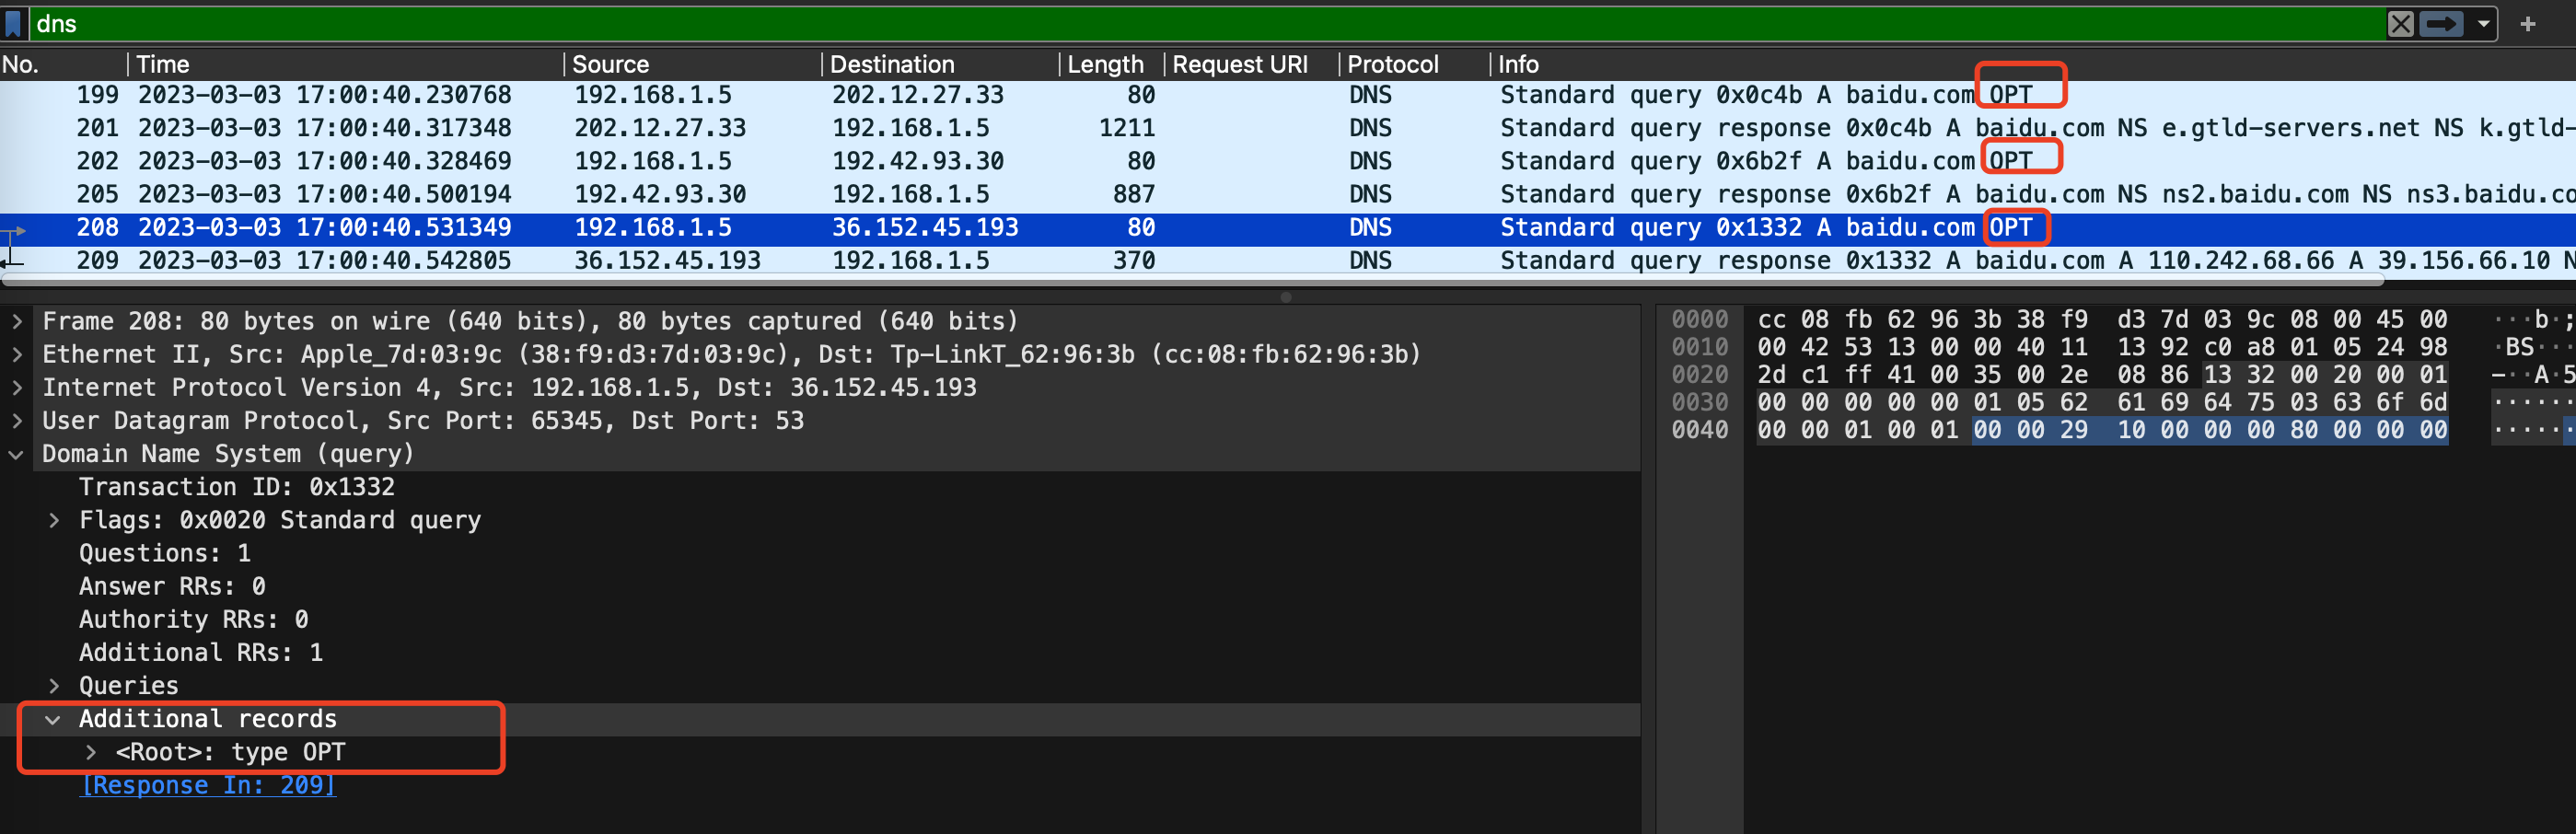 dns
No. Time Source Destination Length Request URI Protocol Info
199 2023-03-03 17:00:40.230768 192.168.1.5 202.12.27.33 80 DNS Standard query 0x0c4b A baidu.com OPT
201 2023-03-03 17:00:40.317348 202.12.27.33 192.168.1.5 1211 DNS Standard query response 0x0c4b A baidu.com NS e.gtld-servers.net NS k.gtld-
202 2023-03-03 17:00:40.328469 192.168.1.5 192.42.93.30 80 DNS Standard query 0x6b2f A baidu.com OPT
205 2023-03-03 17:00:40.500194 192.42.93.30 192.168.1.5 887 DNS Standard query response 0x6b2f A baidu.com NS ns2.baidu.com NS ns3.baidu.co
208 2023-03-03 17:00:40.531349 192.168.1.5 36.152.45.193 80 DNS Standard query 0x1332 A baidu.com OPT
209 2023-03-03 17:00:40.542805 36.152.45.193 192.168.1.5 370 DNS Standard query response 0x1332 A baidu.com A 110.242.68.66 A 39.156.66.10 N
Frame 208: 80 bytes on wire (640 bits), 80 bytes captured (640 bits)
Ethernet II, Src: Apple_7d:03:9c (38:f9:d3:7d:03:9c), Dst: Tp-LinkT_62:96:3b (cc:08:fb:62:96:3b)
Internet Protocol Version 4, Src: 192.168.1.5, Dst: 36.152.45.193
User Datagram Protocol, Src Port: 65345, Dst Port: 53
Domain Name System (query)
Transaction ID: 0x1332
Flags: 0x0020 Standard query
Questions: 1
Answer RRs: 0
Authority RRs: 0
Additional RRs: 1
Queries
Additional records
<Root>: type OPT
[Response In: 209]
0000 cc 08 fb 62 96 3b 38 f9 d3 7d 03 9c 08 00 45 00 ···b·;
0010 00 42 53 13 00 00 40 11 13 92 c0 a8 01 05 24 98 ·BS···
0020 2d c1 ff 41 00 35 00 2e 08 86 13 32 00 20 00 01 -··A·5
0030 00 00 00 00 00 01 05 62 61 69 64 75 03 63 6f 6d ······
0040 00 00 01 00 01 00 00 29 10 00 00 00 80 00 00 00 ······